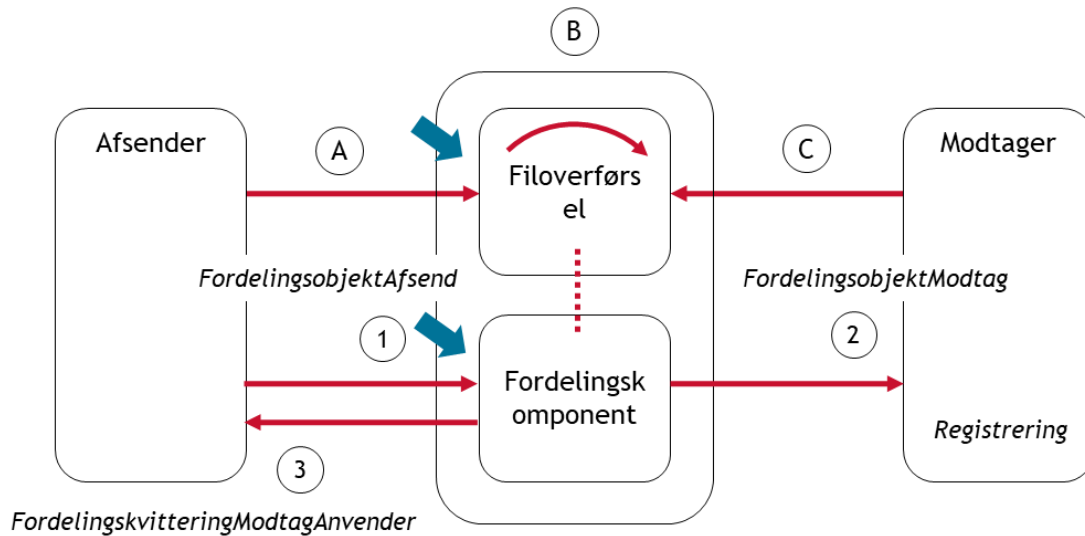 B
Afsender
A
Filoverførs
el
C
Modtager
FordelingsobjektAfsend
FordelingsobjektModtag
1
2
Fordelingsk
omponent
Registrering
3
FordelingskvitteringModtagAnvender